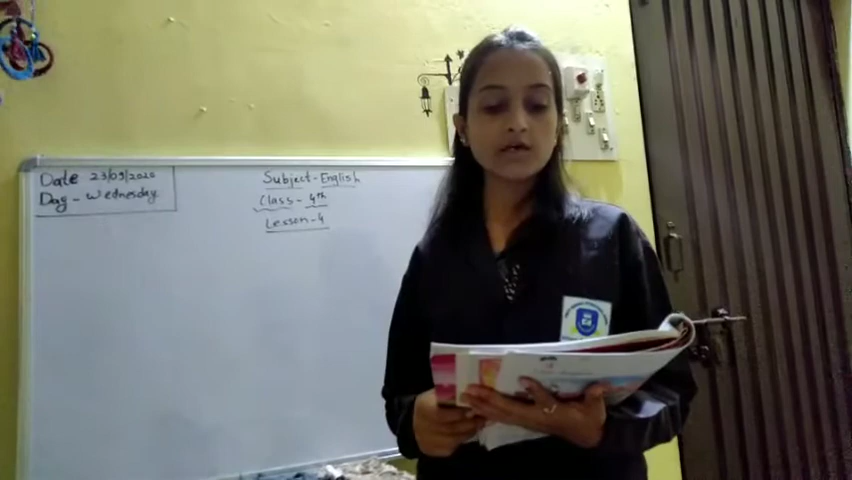 Date 23/09/2020
Day - Wednesday
Subject - English
Class - 4th
Lesson - 4